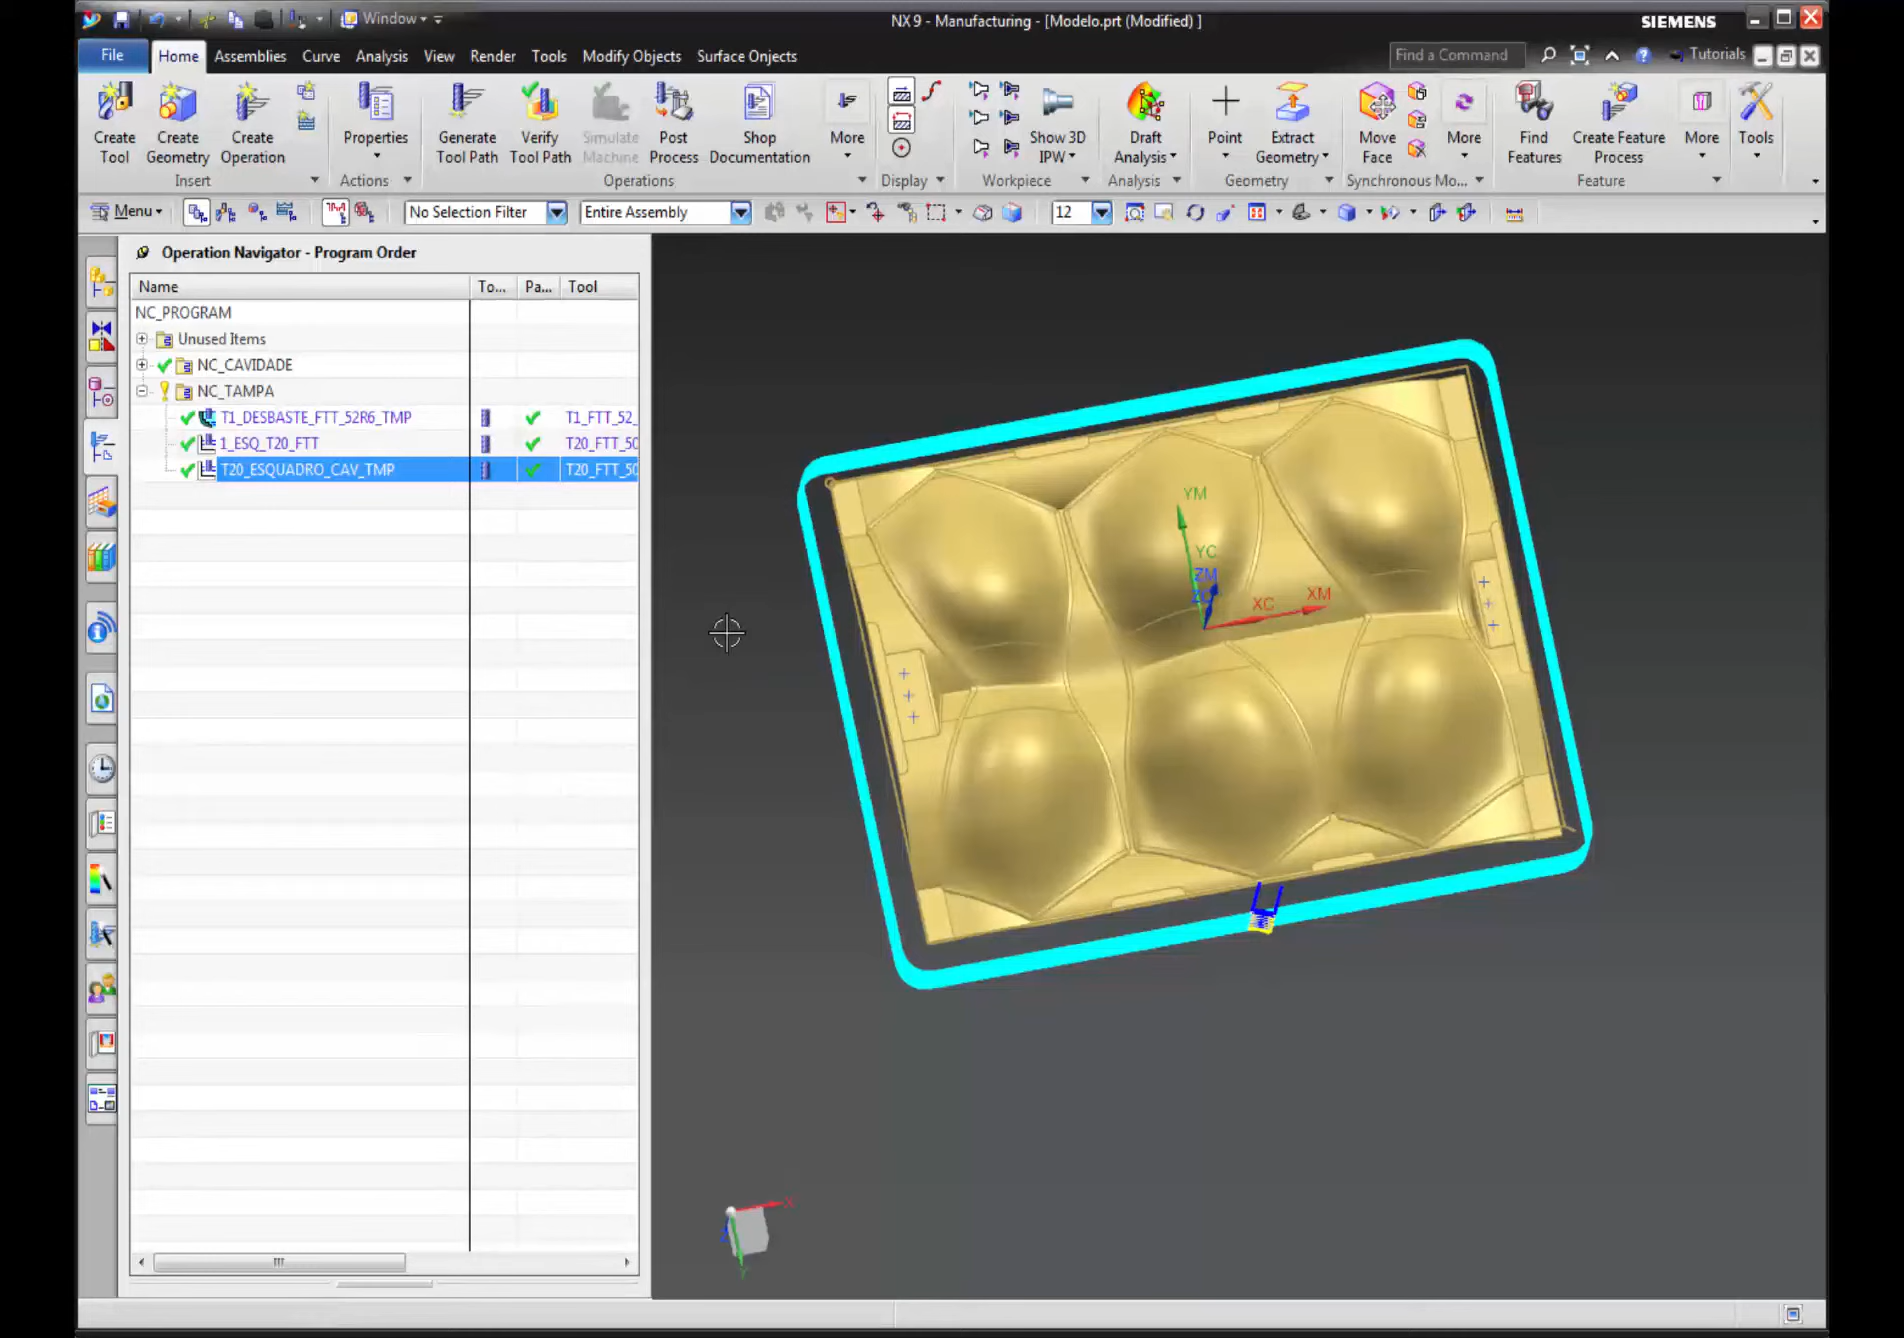 Window
NX 9 - Manufacturing - [Modelo.prt (Modified) ]
SIEMENS
File
Home
Assemblies
Curve
Analysis
View
Render
Tools
Modify Objects
Surface Onjects
Find a Command
Tutorials
Create Tool
Create Geometry
Create Operation
Properties
Generate Tool Path
Verify Tool Path
Simulate Machine
Post Process
Shop Documentation
More
Show 3D IPW
Draft Analysis
Point
Extract Geometry
Move Face
More
Find Features
Create Feature Process
More
Tools
Insert
Actions
Operations
Display
Workpiece
Analysis
Geometry
Synchronous Mo...
Feature
Menu
No Selection Filter
Entire Assembly
12
Operation Navigator - Program Order
Name
To...
Pa...
Tool
NC_PROGRAM
Unused Items
NC_CAVIDADE
NC_TAMPA
T1_DESBASTE_FTT_52R6_TMP
T1_FTT_52_
1_ESQ_T20_FTT
T20_FTT_50
T20_ESQUADRO_CAV_TMP
T20_FTT_50
YM
YC
ZM
XC
XM
X
Y